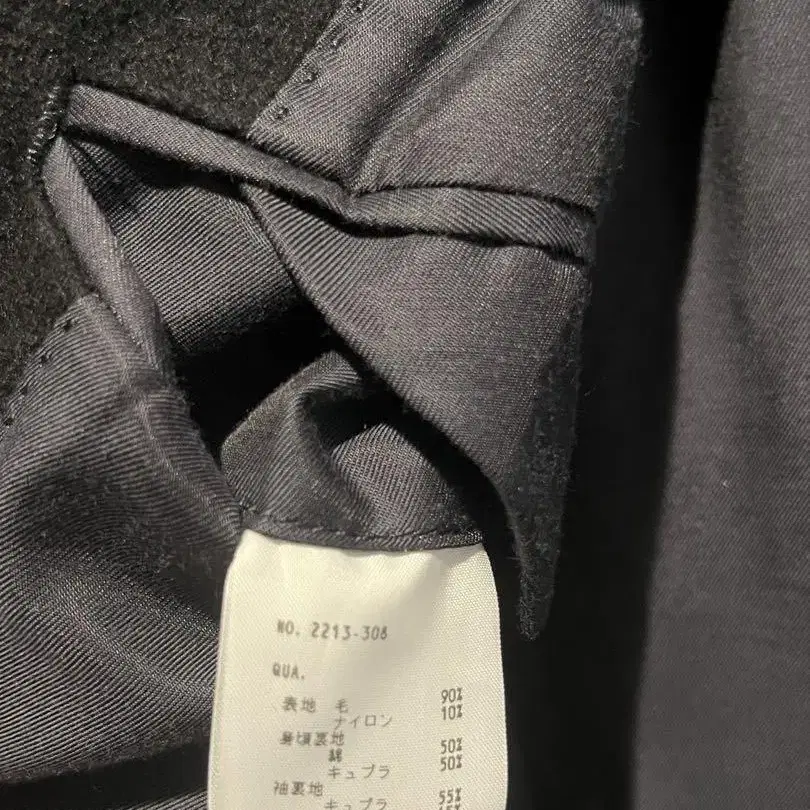 NO. 2213-308
QUA.
表地 毛 90%
ナイロン 10%
身頃裏地
綿 50%
キュプラ 50%
袖裏地
55%
キュプラ